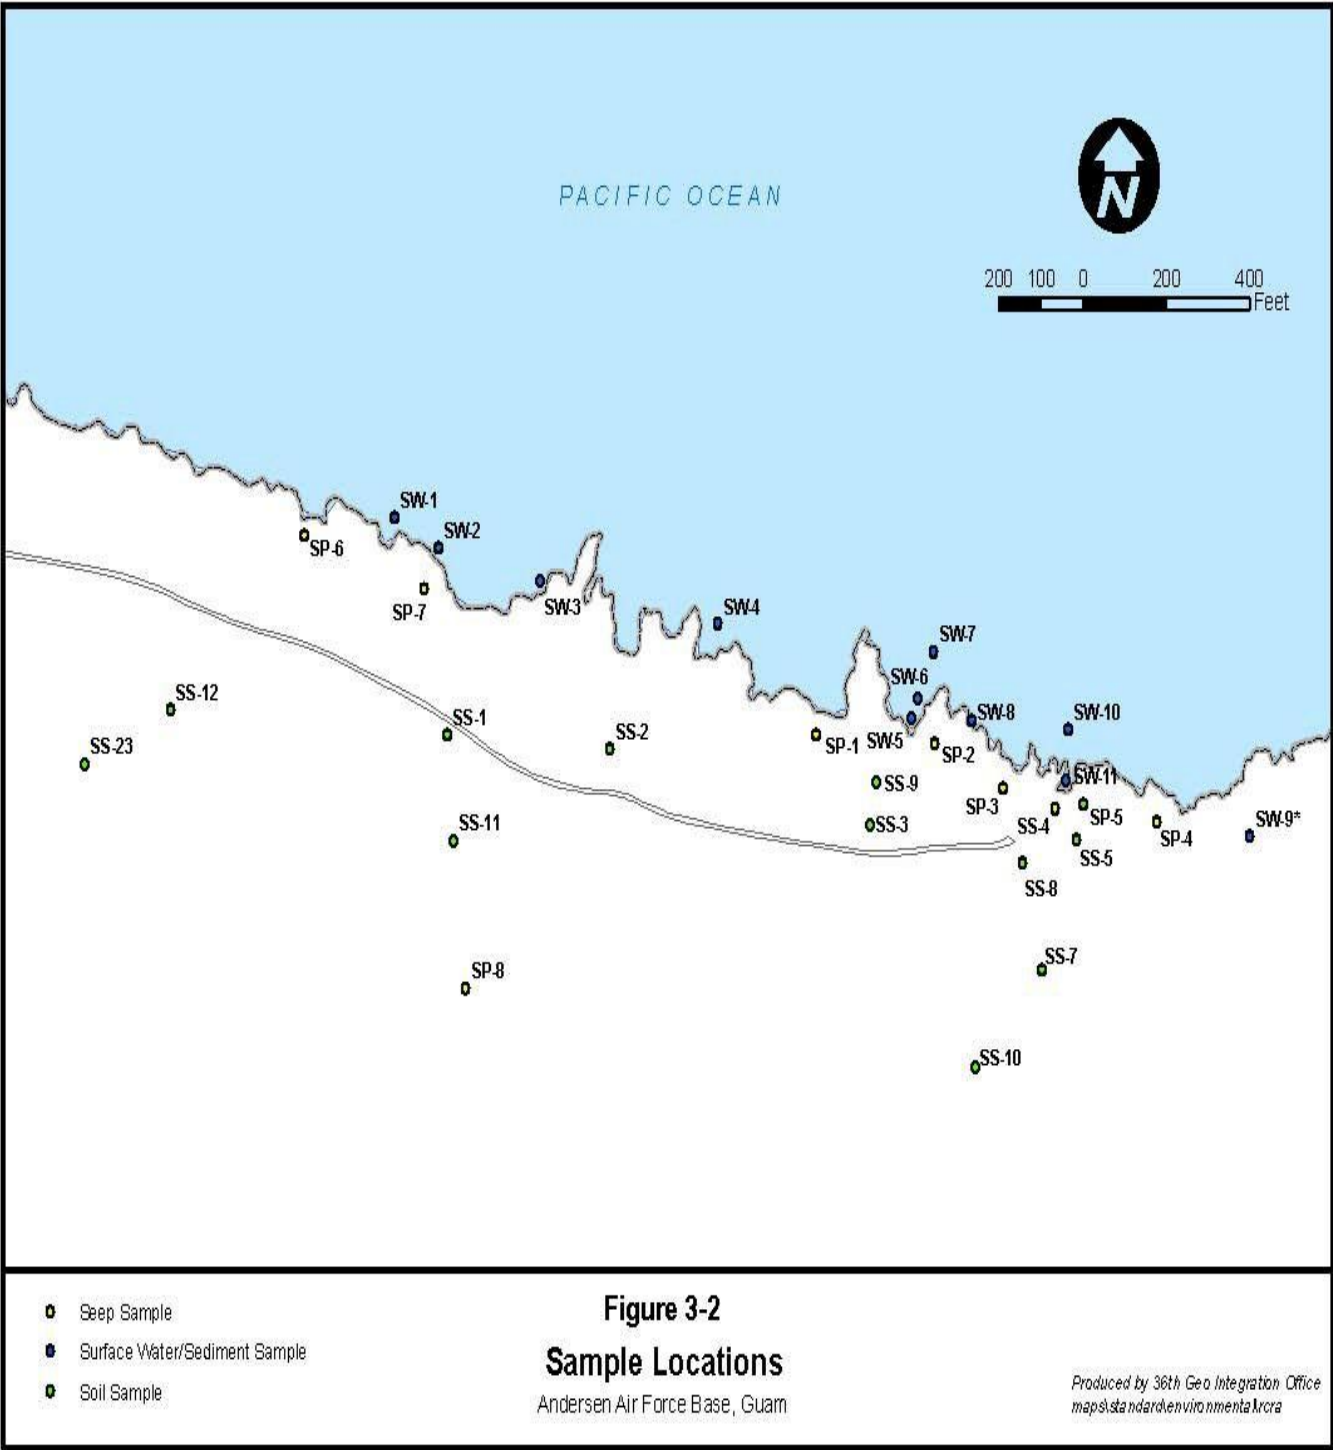 PACIFIC OCEAN
N
200 100 0 200 400
Feet
SW-1
SW-2
SP-6
SP-7
SW-3
SW-4
SW-7
SW-6
SS-12
SS-1
SS-2
SW-5
SW-8
SW-10
SS-23
SP-1
SP-2
SW-11
SS-9
SP-3
SS-11
SS-3
SS-4
SP-5
SP-4
SW-9*
SS-5
SS-8
SP-8
SS-7
SS-10
Seep Sample
Surface Water/Sediment Sample
Soil Sample
Figure 3-2
Sample Locations
Andersen Air Force Base, Guam
Produced by 36th Geo Integration Office
maps\standard\environmental\rcra